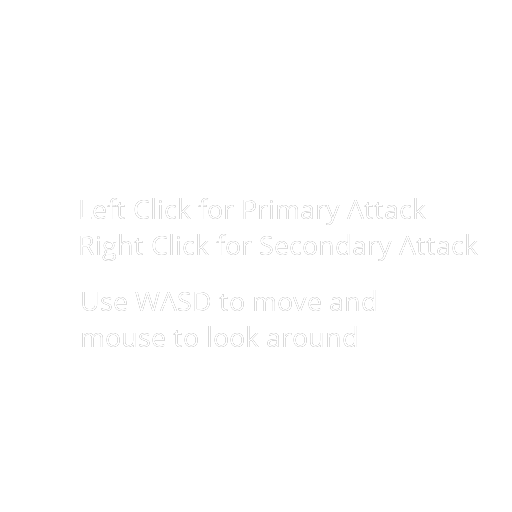 Left Click for Primary Attack
Right Click for Secondary Attack
Use WASD to move and
mouse to look around